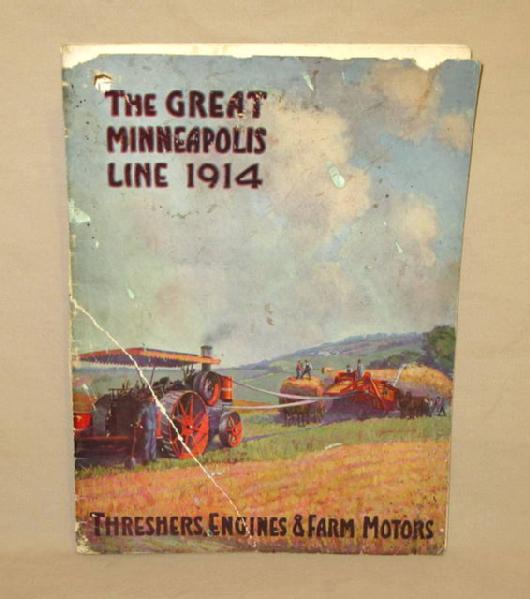 THE GREAT
MINNEAPOLIS
LINE 1914
THRESHERS, ENGINES & FARM MOTORS